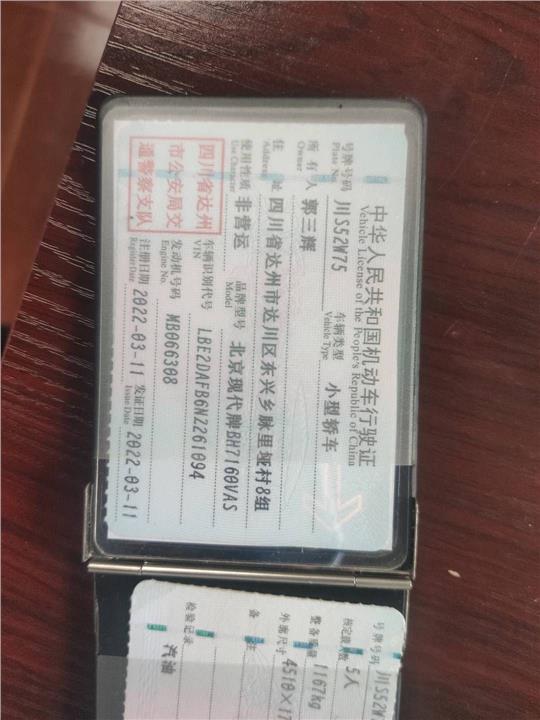 中华人民共和国机动车行驶证
Vehicle License of the People's Republic of China
号牌号码 川S52W75 车辆类型 小型轿车
Plate No. Vehicle Type
所有人 郭三辉
Owner
住址 四川省达州市达川区东兴乡脉里垭村8组
Address
使用性质 非营运 品牌型号 北京现代牌BH7160VAS
Use Character Model
四川省达州
市公安局交
通警察支队
车辆识别代号 LBE2DAFB6N2261094
VIN
发动机号码 MB066308
Engine No.
注册日期 2022-03-11 发证日期 2022-03-11
Register Date Issue Date
号牌号码 川S52W
核定载人数 5人
整备质量 1167kg
外廓尺寸 4510×17
备注
检验记录
汽油